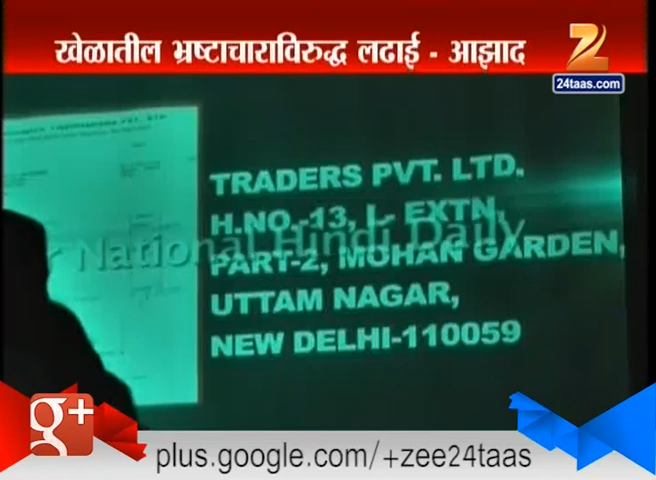 खेळातील भ्रष्टाचाराविरुद्ध लढाई - आझाद
24taas.com
TRADERS PVT. LTD.
H.NO.-13, L- EXTN,
National Hindi Daily
PART-2, MOHAN GARDEN,
UTTAM NAGAR,
NEW DELHI-110059
g+
plus.google.com/+zee24taas